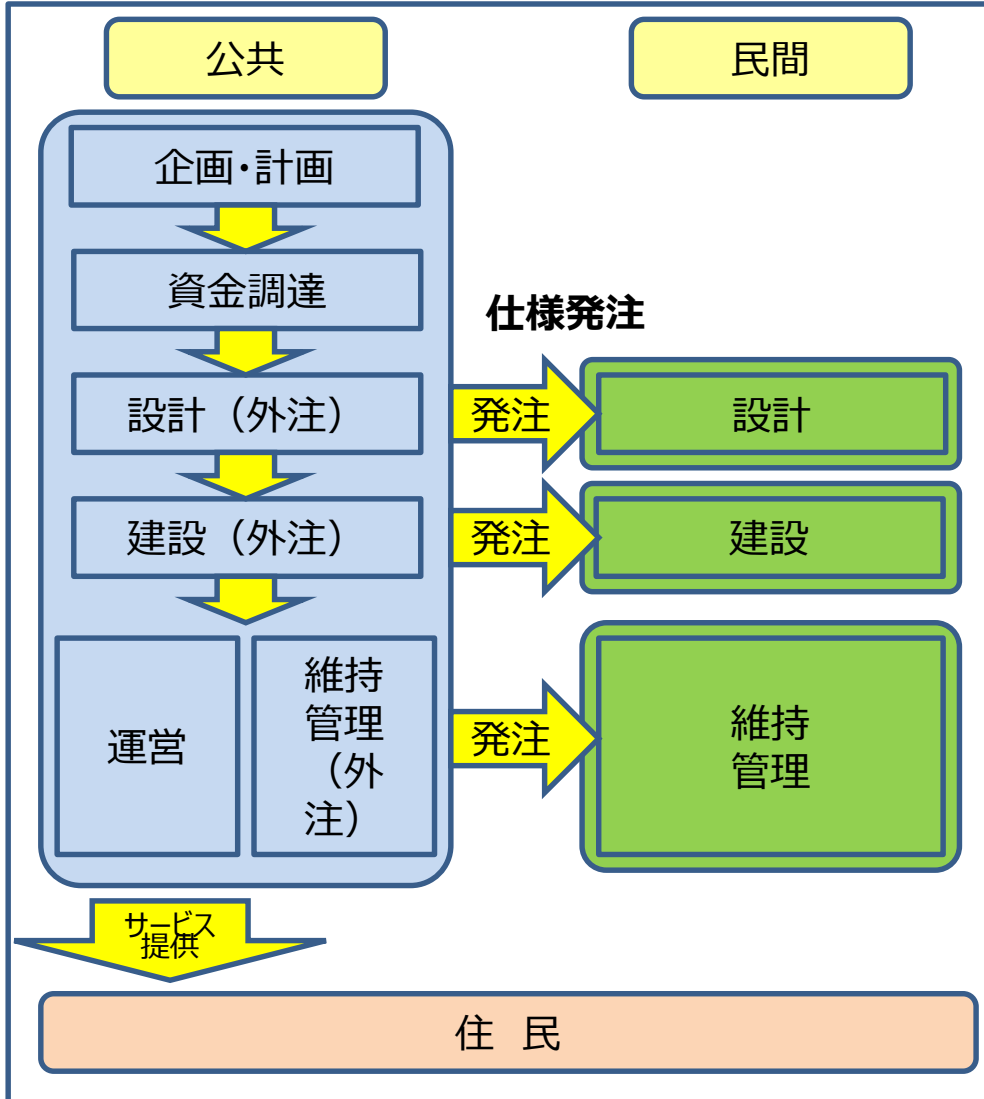 公共
民間
企画・計画
資金調達
仕様発注
設計（外注）
発注
設計
建設（外注）
発注
建設
運営
維持
管理
（外
注）
発注
維持
管理
サービス
提供
住 民